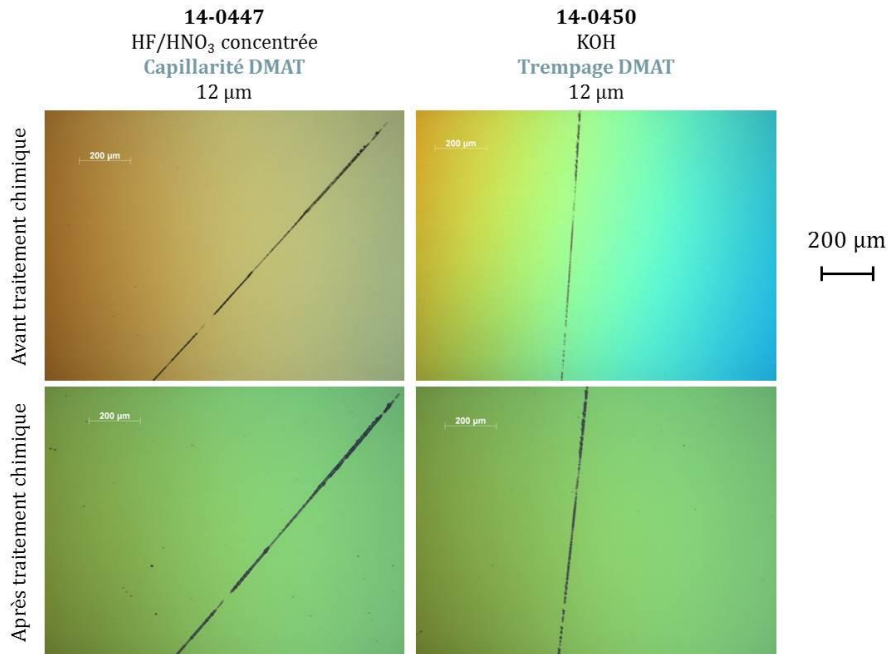 14-0447
HF/HNO₃ concentrée
Capillarité DMAT
12 µm
14-0450
KOH
Trempage DMAT
12 µm
Avant traitement chimique
200 µm
200 µm
200 µm
Après traitement chimique
200 µm
200 µm